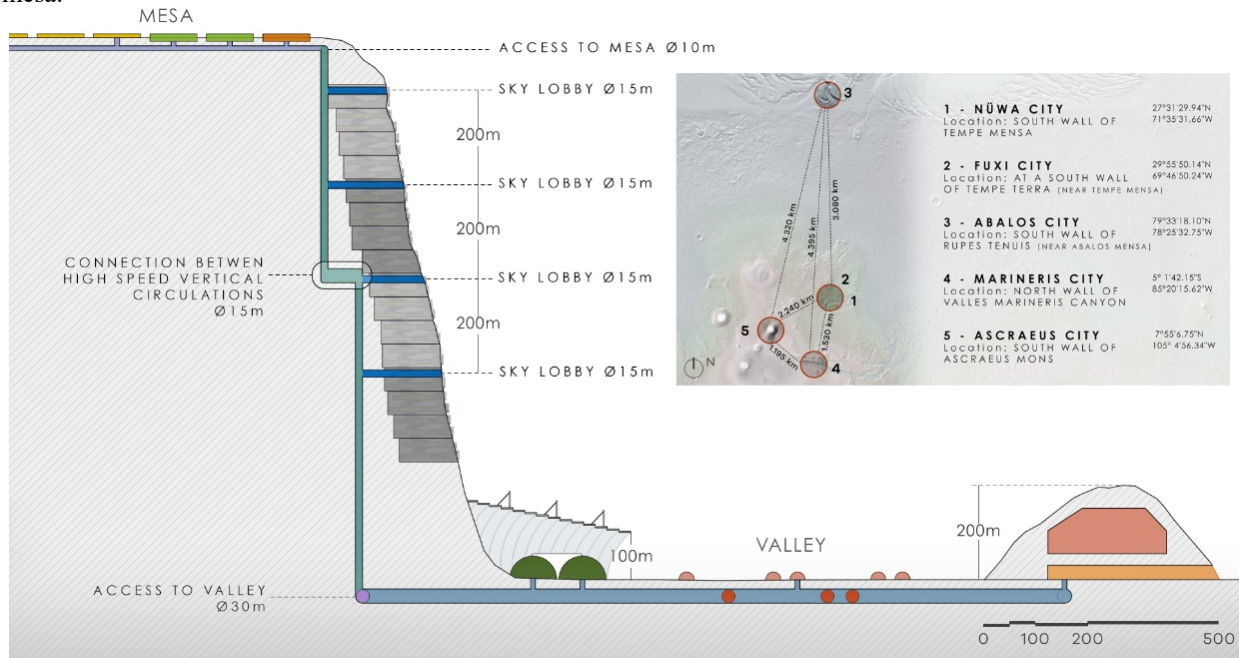 mesa.
MESA
ACCESS TO MESA Ø10m
SKY LOBBY Ø15m
200m
SKY LOBBY Ø15m
200m
CONNECTION BETWEN
HIGH SPEED VERTICAL
CIRCULATIONS
Ø15m
SKY LOBBY Ø15m
200m
SKY LOBBY Ø15m
ACCESS TO VALLEY
Ø30m
100m
VALLEY
200m
0 100 200 500
3
4.320 km
4.395 km
3.080 km
2
1
2.240 km
5
1.530 km
1.195 km
4
N
1 - NÜWA CITY
27°31'29.94"N
Location: SOUTH WALL OF
71°35'31.66"W
TEMPE MENSA
2 - FUXI CITY
29°55'50.14"N
Location: AT A SOUTH WALL
69°46'50.24"W
OF TEMPE TERRA (NEAR TEMPE MENSA)
3 - ABALOS CITY
79°33'18.10"N
Location: SOUTH WALL OF
78°25'32.75"W
RUPES TENUIS (NEAR ABALOS MENSA)
4 - MARINERIS CITY
5° 1'42.15"S
Location: NORTH WALL OF
85°20'15.62"W
VALLES MARINERIS CANYON
5 - ASCRAEUS CITY
7°55'6.75"N
Location: SOUTH WALL OF
105° 4'56.34"W
ASCRAEUS MONS